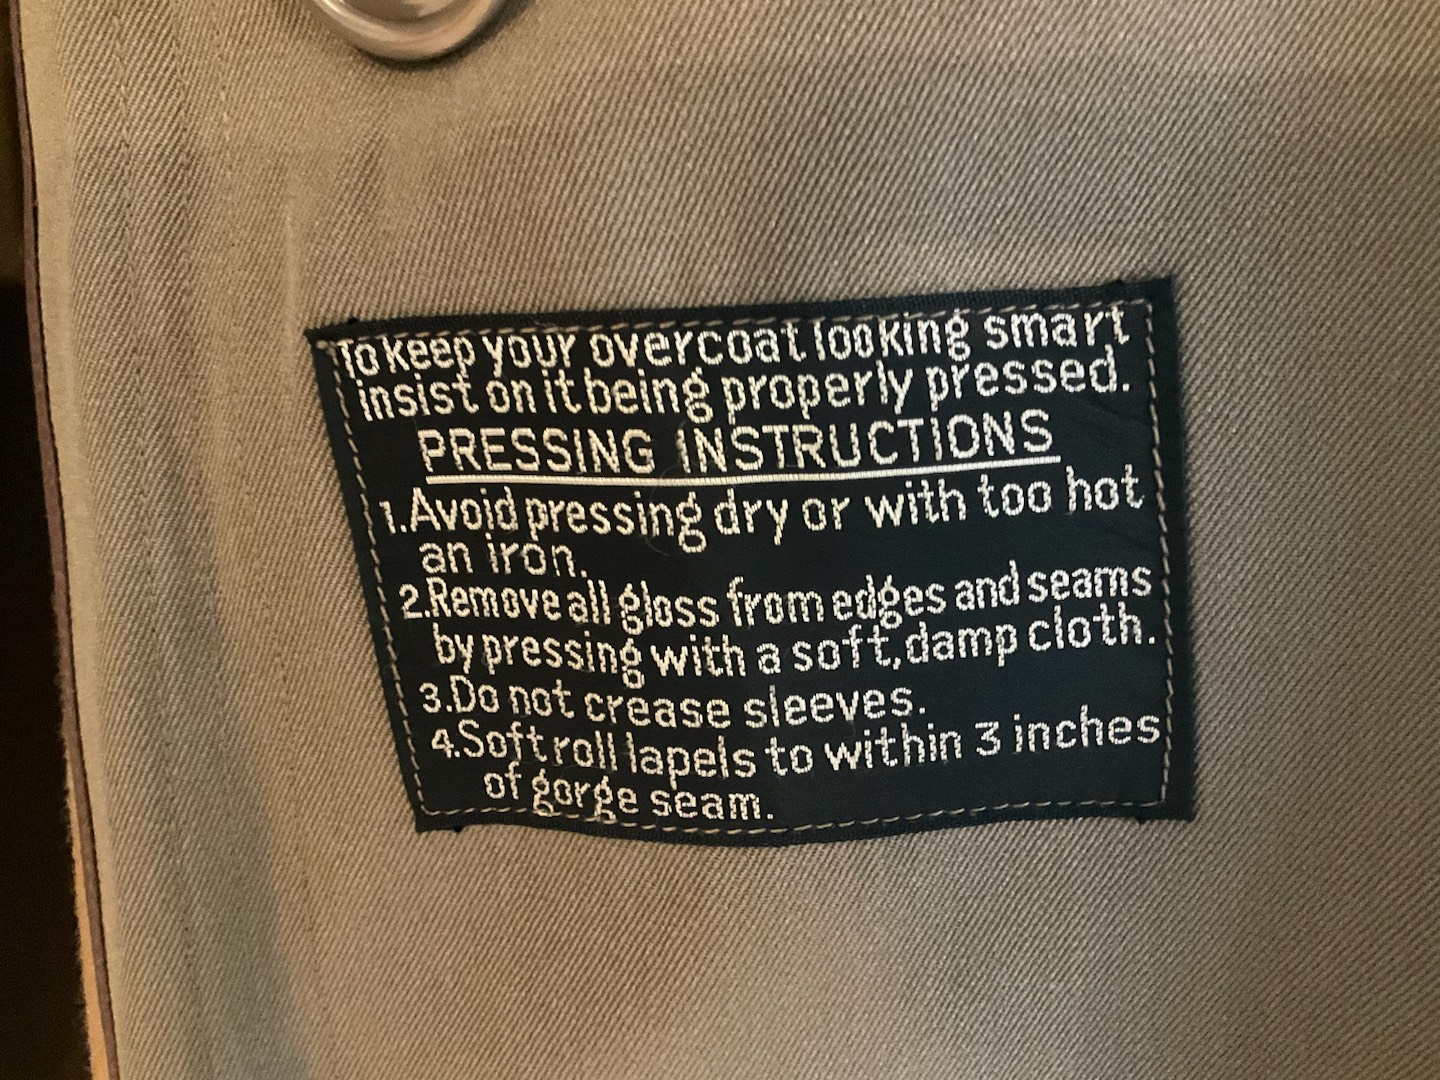 To keep your overcoat looking smart
insist on it being properly pressed.
PRESSING INSTRUCTIONS
1. Avoid pressing dry or with too hot
an iron.
2. Remove all gloss from edges and seams
by pressing with a soft, damp cloth.
3. Do not crease sleeves.
4. Soft roll lapels to within 3 inches
of gorge seam.